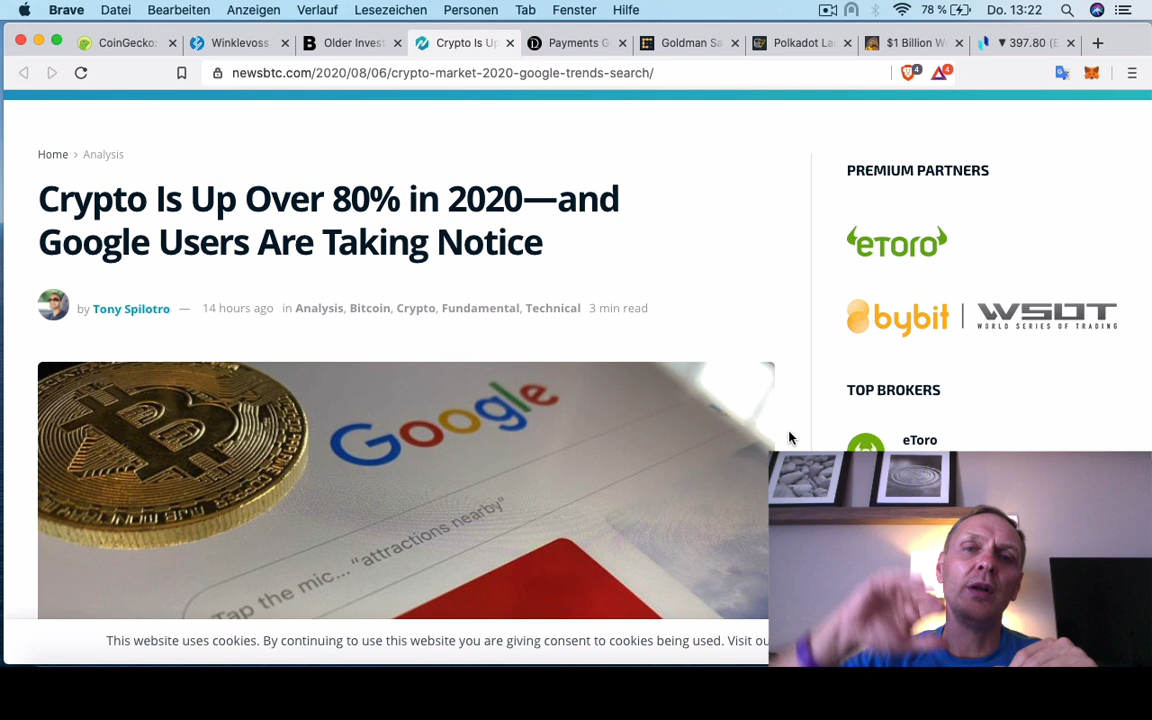 Brave Datei Bearbeiten Anzeigen Verlauf Lesezeichen Personen Tab Fenster Hilfe 78 % Do. 13:22
CoinGecko: Winklevoss Older Invest Crypto Is Up Payments G Goldman Sa Polkadot La $1 Billion W ▼ 397.80 (E
newsbtc.com/2020/08/06/crypto-market-2020-google-trends-search/ 4 4
Home > Analysis
Crypto Is Up Over 80% in 2020—and
Google Users Are Taking Notice
by Tony Spilotro — 14 hours ago in Analysis, Bitcoin, Crypto, Fundamental, Technical 3 min read
PREMIUM PARTNERS
eToro
bybit | WSOT
WORLD SERIES OF TRADING
TOP BROKERS
eToro
Google
Tap the mic... "attractions nearby"
This website uses cookies. By continuing to use this website you are giving consent to cookies being used. Visit ou